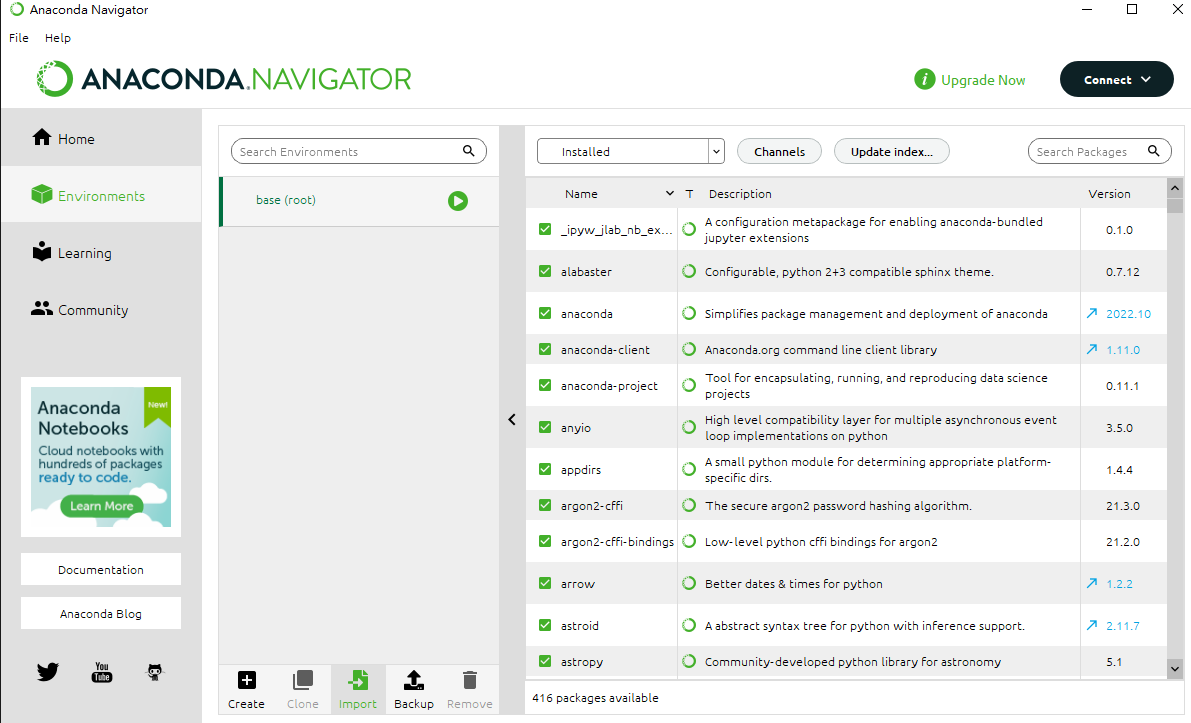 Anaconda Navigator
File Help
ANACONDA.NAVIGATOR
Upgrade Now
Connect
Home
Environments
Learning
Community
Anaconda
Notebooks
New!
Cloud notebooks with
hundreds of packages
ready to code.
Learn More
Documentation
Anaconda Blog
You
Tube
Search Environments
base (root)
Create Clone Import Backup Remove
Installed Channels Update index... Search Packages
Name T Description Version
_ipyw_jlab_nb_ex... A configuration metapackage for enabling anaconda-bundled
jupyter extensions 0.1.0
alabaster Configurable, python 2+3 compatible sphinx theme. 0.7.12
anaconda Simplifies package management and deployment of anaconda 2022.10
anaconda-client Anaconda.org command line client library 1.11.0
anaconda-project Tool for encapsulating, running, and reproducing data science
projects 0.11.1
anyio High level compatibility layer for multiple asynchronous event
loop implementations on python 3.5.0
appdirs A small python module for determining appropriate platform-
specific dirs. 1.4.4
argon2-cffi The secure argon2 password hashing algorithm. 21.3.0
argon2-cffi-bindings Low-level python cffi bindings for argon2 21.2.0
arrow Better dates & times for python 1.2.2
astroid A abstract syntax tree for python with inference support. 2.11.7
astropy Community-developed python library for astronomy 5.1
416 packages available